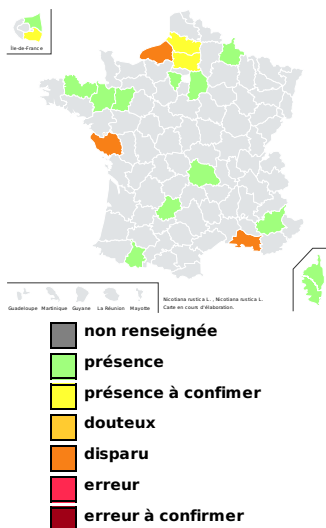 Île-de-France
Guadeloupe Martinique Guyane La Réunion Mayotte
Nicotiana rustica L. , Nicotiana rustica L.
Carte en cours d'élaboration.
non renseignée
présence
présence à confimer
douteux
disparu
erreur
erreur à confirmer